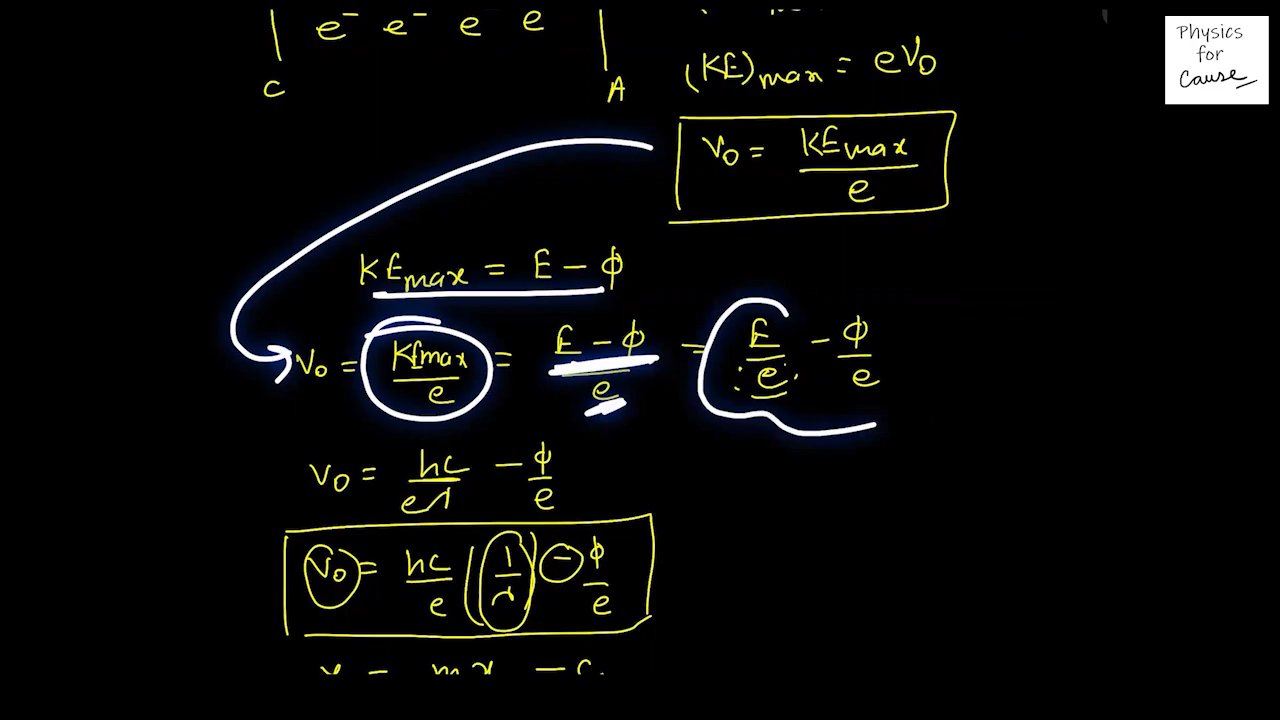 e⁻ e⁻ e e
C A
Physics
for
Cause
(KE)max = eV₀
V₀ = KEmax / e
KEmax = E − φ
V₀ = KEmax / e = (E − φ) / e = E / e − φ / e
V₀ = hc / eλ − φ / e
V₀ = hc / e (1 / λ) − φ / e